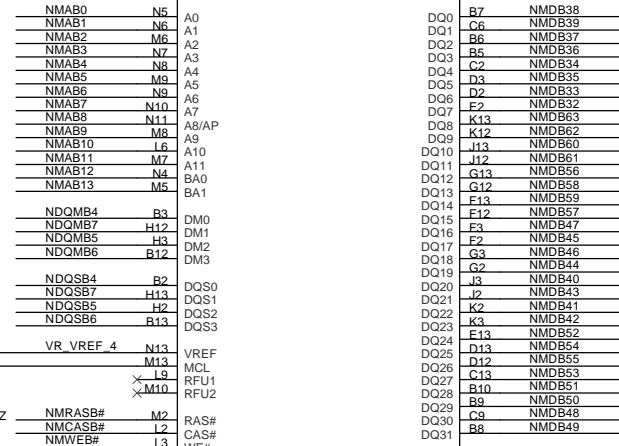 NMAB0 N5 A0 DQ0 B7 NMDB38
NMAB1 N6 A1 DQ1 C6 NMDB39
NMAB2 M6 A2 DQ2 B6 NMDB37
NMAB3 N7 A3 DQ3 B5 NMDB36
NMAB4 N8 A4 DQ4 C2 NMDB34
NMAB5 M9 A5 DQ5 D3 NMDB35
NMAB6 N9 A6 DQ6 D2 NMDB33
NMAB7 N10 A7 DQ7 E2 NMDB32
NMAB8 N11 A8/AP DQ8 K13 NMDB63
NMAB9 M8 A9 DQ9 K12 NMDB62
NMAB10 L6 A10 DQ10 J13 NMDB60
NMAB11 M7 A11 DQ11 J12 NMDB61
NMAB12 N4 BA0 DQ12 G13 NMDB56
NMAB13 M5 BA1 DQ13 G12 NMDB58
DQ14 F13 NMDB59
NDQMB4 B3 DM0 DQ15 F12 NMDB57
NDQMB7 H12 DM1 DQ16 F3 NMDB47
NDQMB5 H3 DM2 DQ17 F2 NMDB45
NDQMB6 B12 DM3 DQ18 G3 NMDB46
DQ19 G2 NMDB44
NDQSB4 B2 DQS0 DQ20 J3 NMDB40
NDQSB7 H13 DQS1 DQ21 J2 NMDB43
NDQSB5 H2 DQS2 DQ22 K2 NMDB41
NDQSB6 B13 DQS3 DQ23 K3 NMDB42
DQ24 E13 NMDB52
VR_VREF_4 N13 VREF DQ25 D13 NMDB54
M13 MCL DQ26 D12 NMDB55
L9 RFU1 DQ27 C13 NMDB53
M10 RFU2 DQ28 B10 NMDB51
DQ29 B9 NMDB50
Z NMRASB# M2 RAS# DQ30 C9 NMDB48
NMCASB# L2 CAS# DQ31 B8 NMDB49
NMWEB# L3 WE#